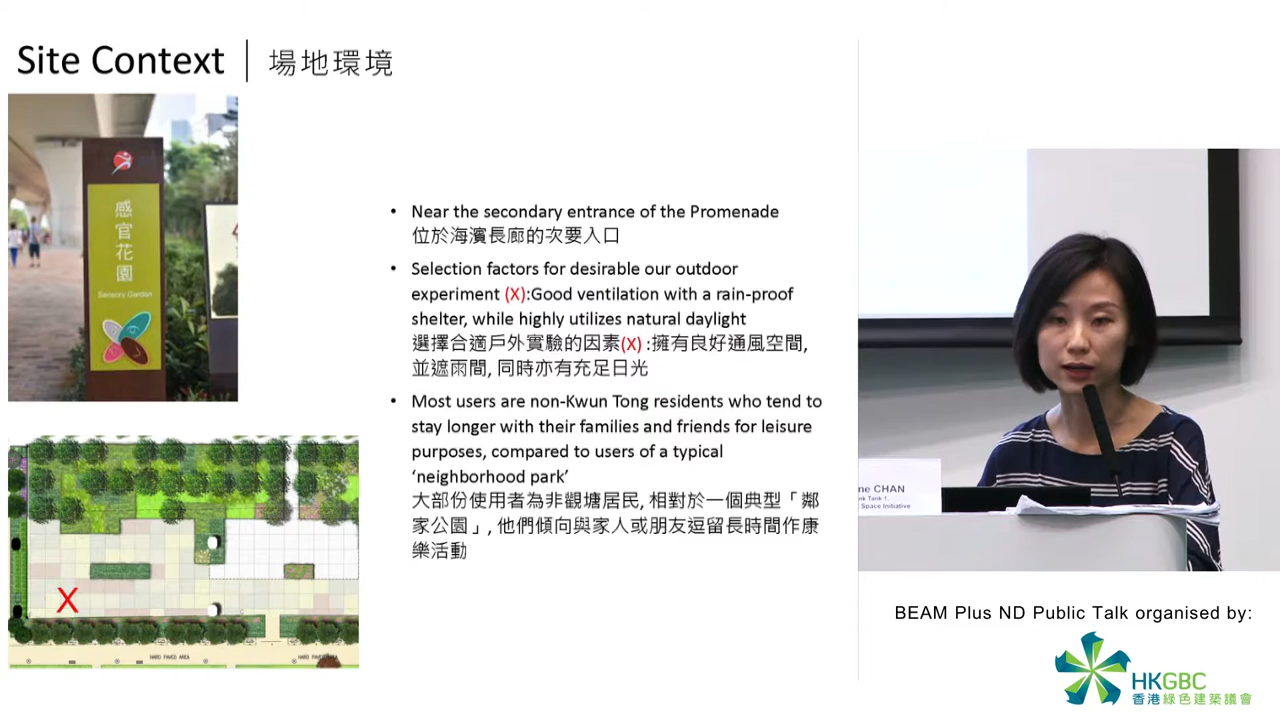 Site Context | 場地環境
感官花園
Sensory Garden
• Near the secondary entrance of the Promenade
位於海濱長廊的次要入口
• Selection factors for desirable our outdoor
experiment (X):Good ventilation with a rain-proof
shelter, while highly utilizes natural daylight
選擇合適戶外實驗的因素(X) :擁有良好通風空間,
並遮雨間, 同時亦有充足日光
• Most users are non-Kwun Tong residents who tend to
stay longer with their families and friends for leisure
purposes, compared to users of a typical
‘neighborhood park’
大部份使用者為非觀塘居民, 相對於一個典型「鄰
家公園」, 他們傾向與家人或朋友逗留長時間作康
樂活動
X
HARD PAVED AREA
HARD PAVED
ne CHAN
nk Tank 1.
Space Initiative
BEAM Plus ND Public Talk organised by:
HKGBC
香港綠色建築議會